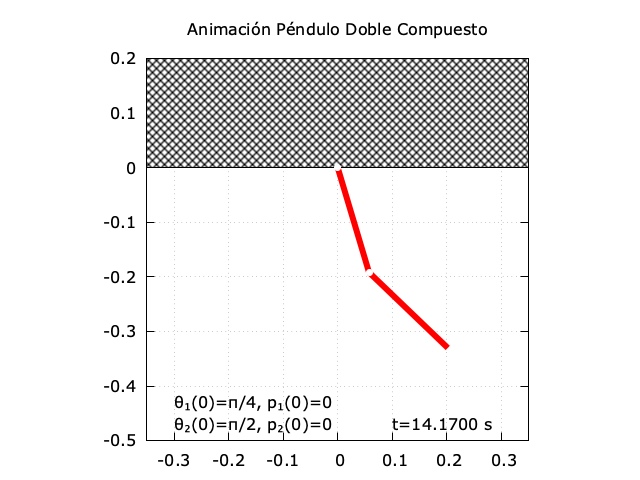 Animación Péndulo Doble Compuesto
0.2
0.1
0
-0.1
-0.2
-0.3
-0.4
-0.5
θ₁(0)=π/4, p₁(0)=0
θ₂(0)=π/2, p₂(0)=0
t=14.1700 s
-0.3 -0.2 -0.1 0 0.1 0.2 0.3